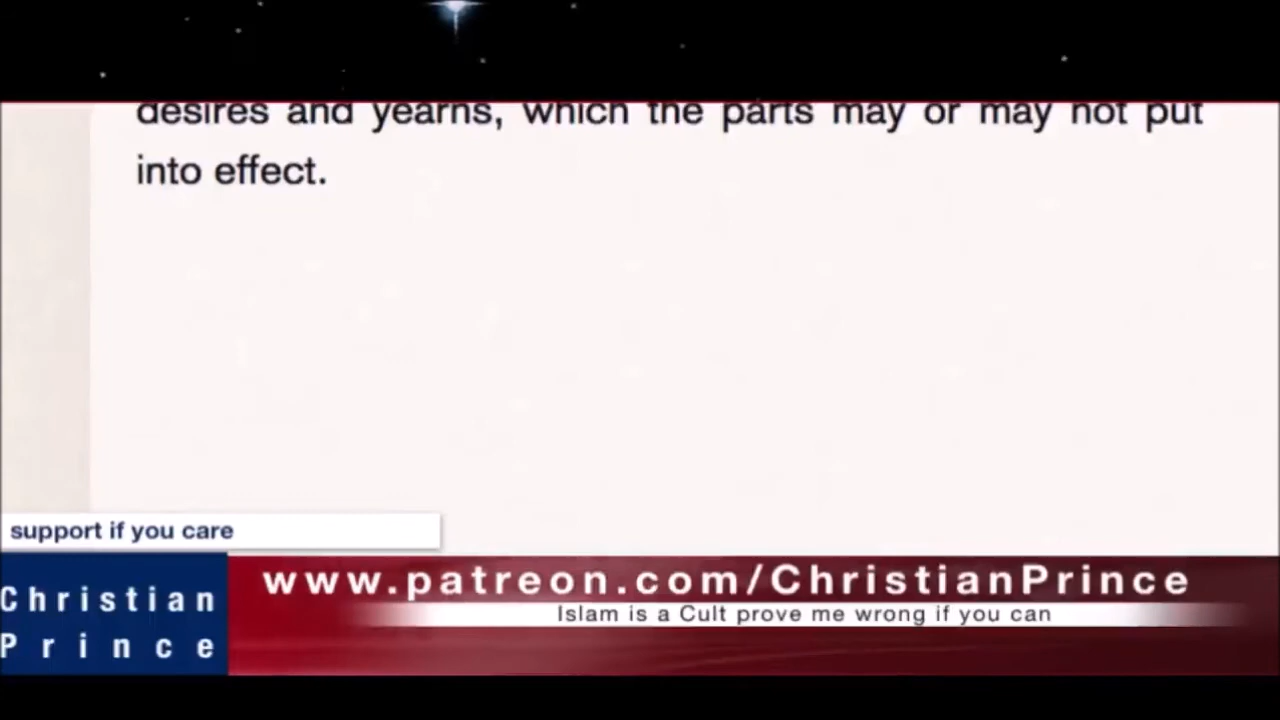 desires and yearns, which the parts may or may not put
into effect.
support if you care
Christian
Prince
www.patreon.com/ChristianPrince
Islam is a Cult prove me wrong if you can